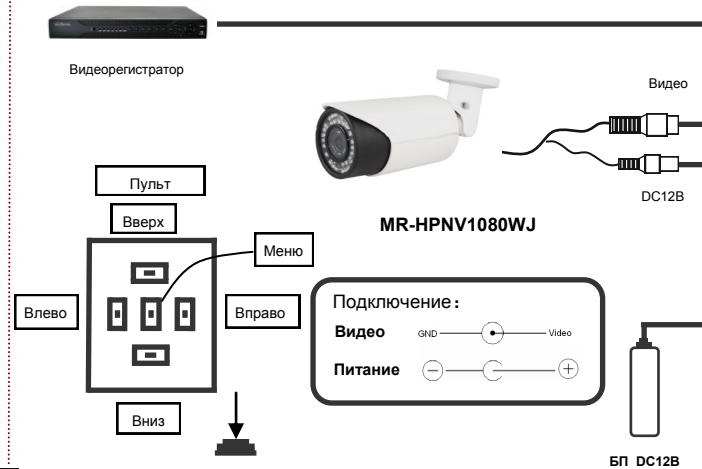 Видеорегистратор
Видео
DC12В
MR-HPNV1080WJ
Пульт
Вверх
Меню
Влево
Вправо
Вниз
Подключение:
Видео GND Video
Питание − +
БП DC12В